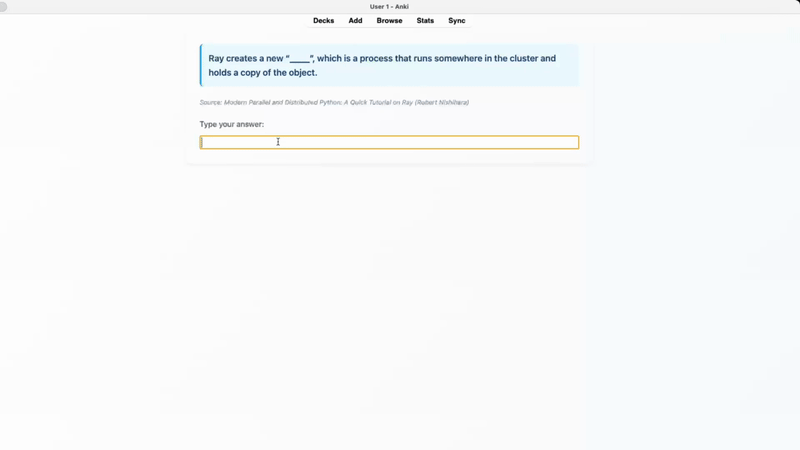 User 1 - Anki
Decks Add Browse Stats Sync
Ray creates a new “_____”, which is a process that runs somewhere in the cluster and
holds a copy of the object.
Source: Modern Parallel and Distributed Python: A Quick Tutorial on Ray (Robert Nishihara)
Type your answer: